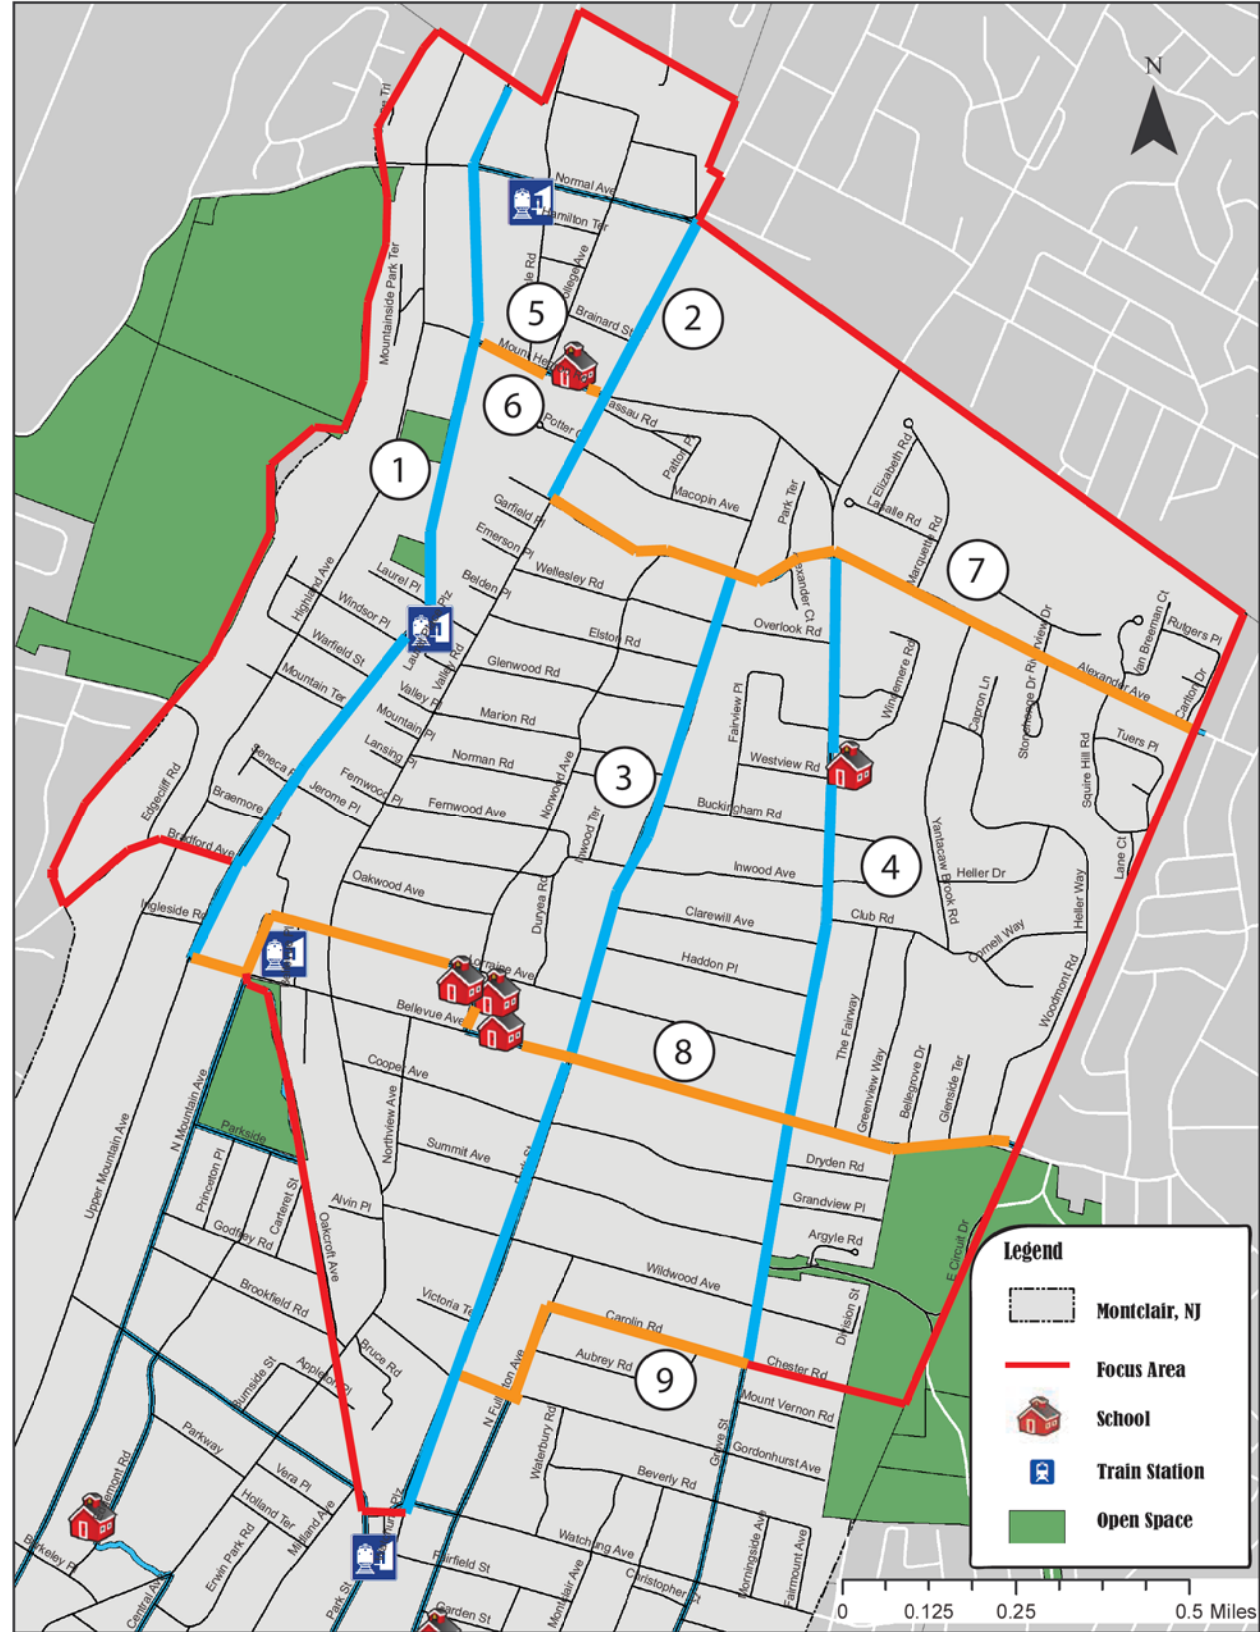 N
Normal Ave
Hamilton Ter
Mountainside Park Ter
Brainard St
5
2
6
1
Potter
Patton Pl
Macopin Ave
Park Ter
Elizabeth Rd
Lasalle Rd
Marquette Rd
7
Garfield Pl
Emerson Pl
Wellesley Rd
Belden Pl
Laurel Pl
Windsor Pl
Highland Ave
Warfield St
Mountain Ter
Valley Rd
Elston Rd
Overlook Rd
Glenwood Rd
Valley Pl
Marion Rd
Mountain Pl
Lansing Pl
Norman Rd
Norwood Ave
Fairview Pl
Windemere Rd
Capron Ln
Stonehenge Dr
Riverview Dr
Van Breeman Ct
Rutgers Pl
Alexander Ave
Carlton Dr
Tuers Pl
Squire Hill Rd
Westview Rd
3
Edgecliff Rd
Jerome Pl
Fernwood Pl
Fernwood Ave
Inwood Ter
Buckingham Rd
Braemore
Bradford Ave
Inwood Ave
4
Yantacaw Brook Rd
Heller Dr
Heller Way
Lane Ct
Ingleside Rd
Oakwood Ave
Duryea Rd
Clarewill Ave
Club Rd
Cornell Way
Haddon Pl
Woodmont Rd
Lorraine Ave
Bellevue Ave
8
The Fairway
Greenview Way
Bellegrove Dr
Glenside Ter
Cooper Ave
Northview Ave
N Mountain Ave
Upper Mountain Ave
Parkside
Summit Ave
Dryden Rd
Grandview Pl
Argyle Rd
Princeton Pl
Carteret St
Godfrey Rd
Alvin Pl
Oakcroft Ave
Wildwood Ave
E Circuit Dr
Division St
Brookfield Rd
Victoria Te
Carolin Rd
Aubrey Rd
9
Chester Rd
Mount Vernon Rd
Bruce Rd
Appleton Pl
Burnside St
Parkway
Vera Pl
Holland Ter
Midland Ave
Erwin Park Rd
Waterbury Rd
Grove St
Gordonhurst Ave
Beverly Rd
Watchung Ave
Morningside Ave
Fairmount Ave
Christopher Ct
Montclair Ave
Fairfield St
Garden St
Park St
Central Ave
Legend
Montclair, NJ
Focus Area
School
Train Station
Open Space
0 0.125 0.25 0.5 Miles